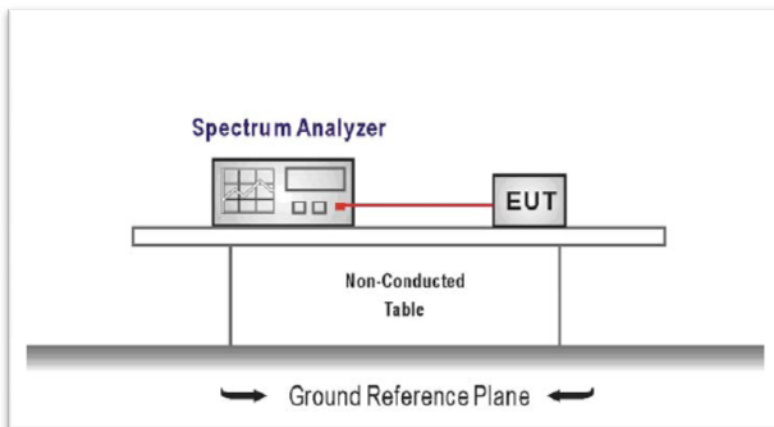 Spectrum Analyzer
EUT
Non-Conducted
Table
Ground Reference Plane